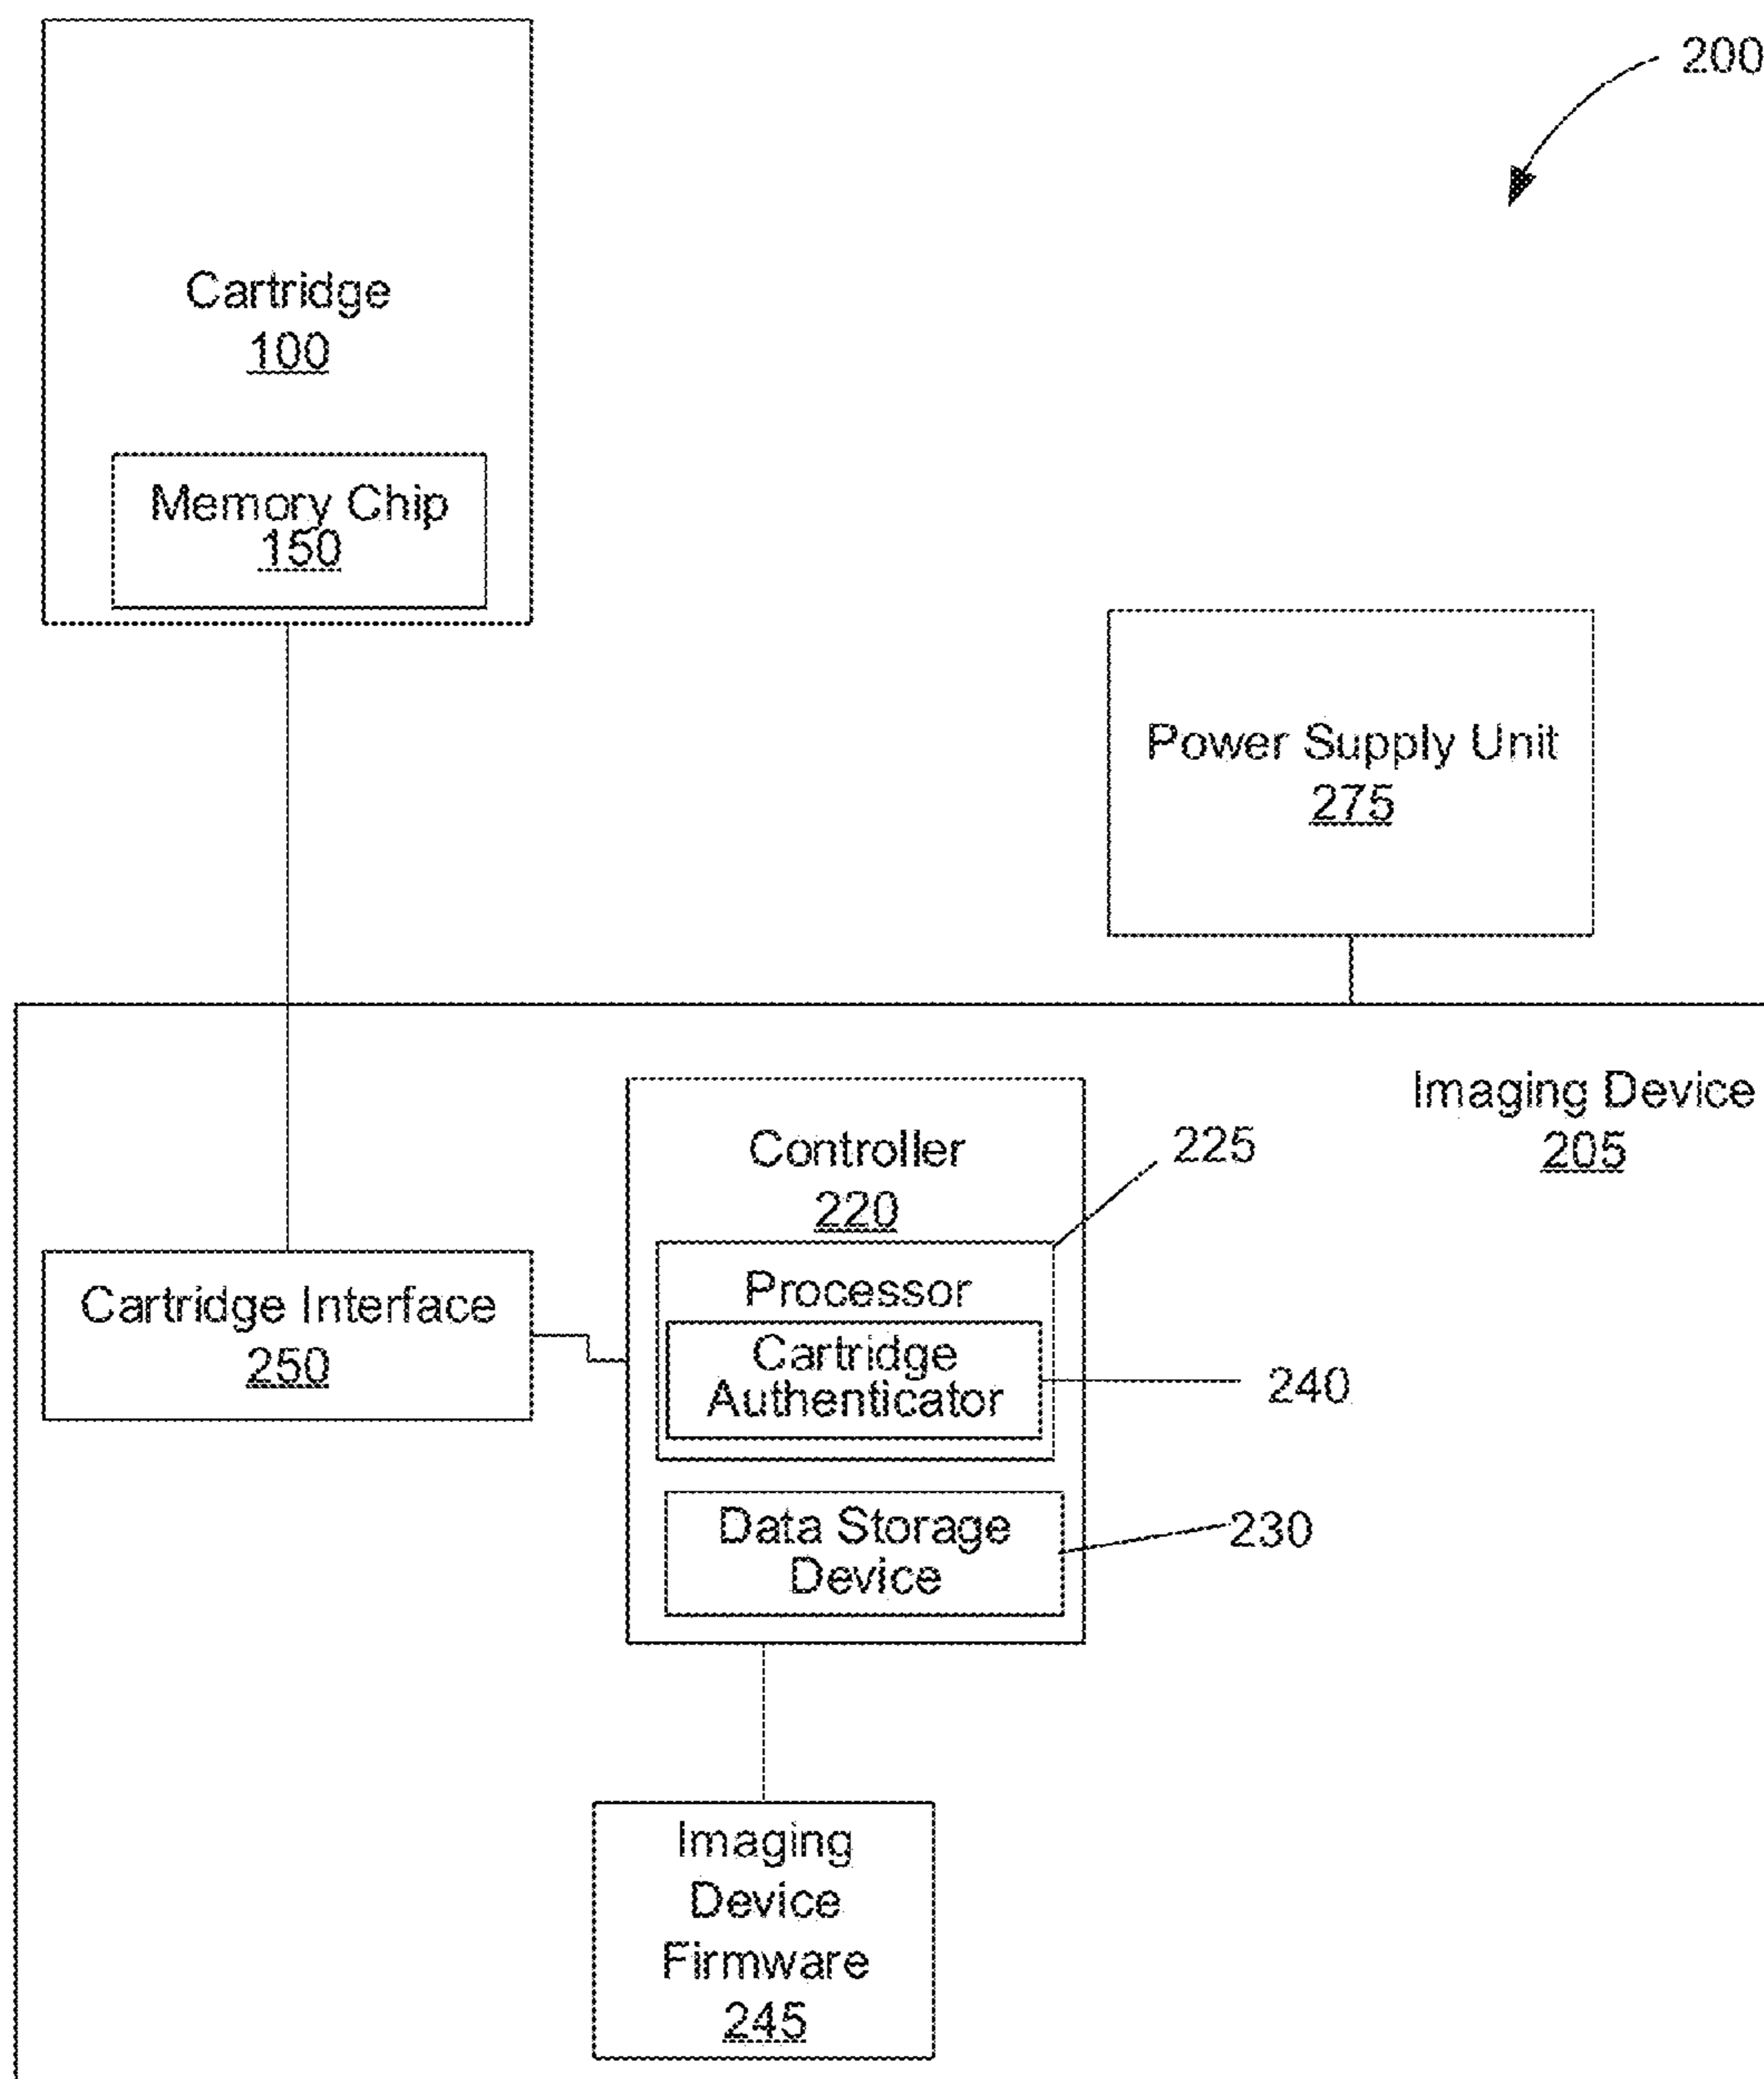 200
Cartridge
100
Memory Chip
150
Power Supply Unit
275
Imaging Device
205
Controller
220
225
Processor
Cartridge Interface
250
Cartridge
Authenticator
240
Data Storage
Device
230
Imaging
Device
Firmware
245